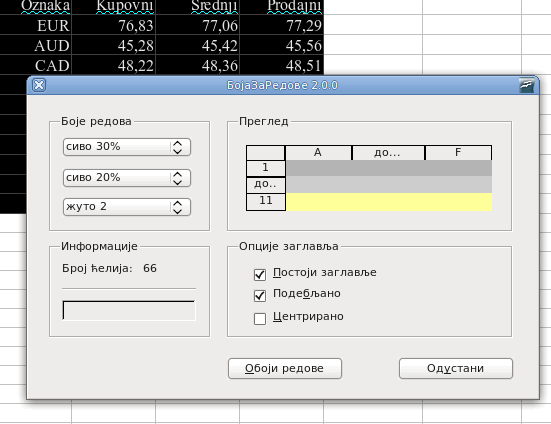 Oznaka Kupovni Srednji Prodajni
EUR 76,83 77,06 77,29
AUD 45,28 45,42 45,56
CAD 48,22 48,36 48,51
БојаЗаРедове 2.0.0
Боје редова
сиво 30%
сиво 20%
жуто 2
Преглед
A до... F
1
до..
11
Информације
Број ћелија: 66
Опције заглавља
Постоји заглавље
Подебљано
Центрирано
Обоји редове
Одустани